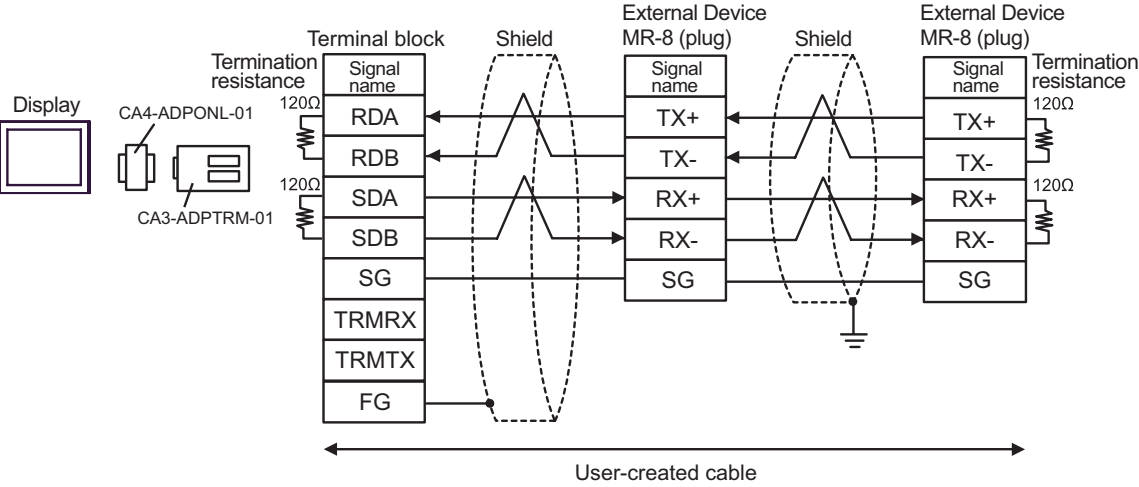 Display
CA4-ADPONL-01
CA3-ADPTRM-01
Termination
resistance
120Ω
120Ω
Terminal block
Signal
name
RDA
RDB
SDA
SDB
SG
TRMRX
TRMTX
FG
Shield
External Device
MR-8 (plug)
Signal
name
TX+
TX-
RX+
RX-
SG
Shield
External Device
MR-8 (plug)
Signal
name
TX+
TX-
RX+
RX-
SG
Termination
resistance
120Ω
120Ω
User-created cable